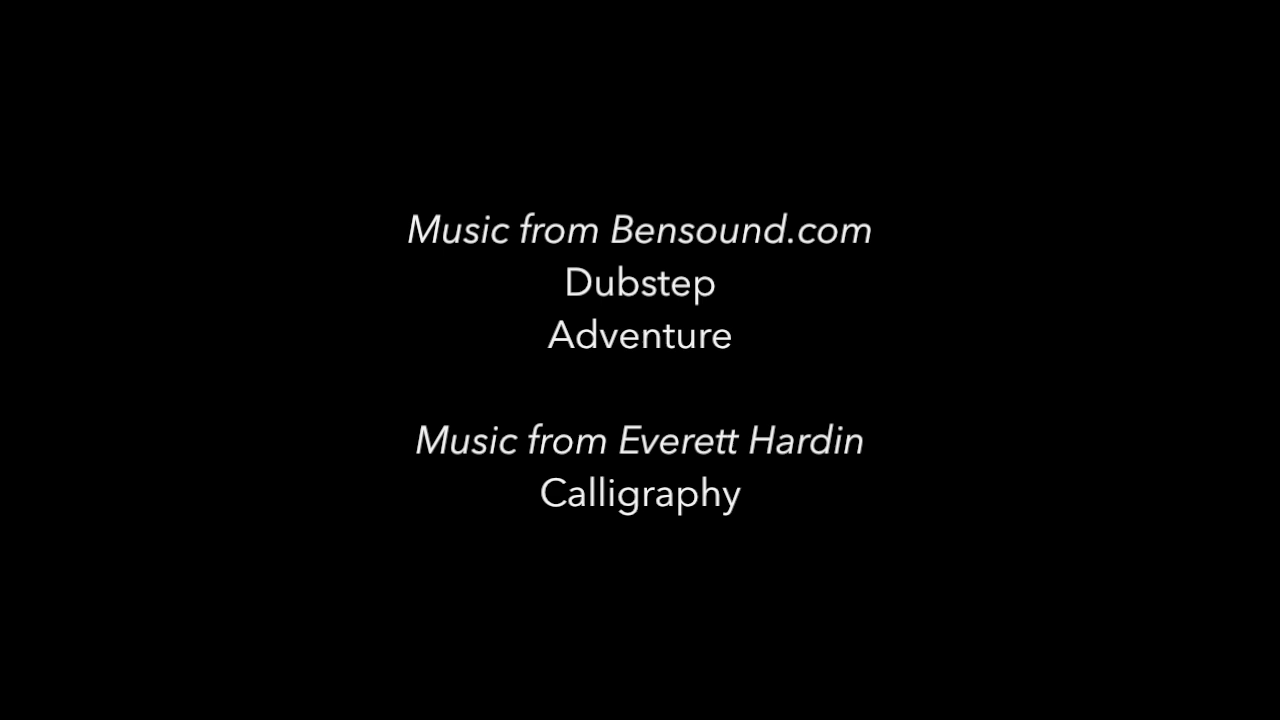 Music from Bensound.com
Dubstep
Adventure
Music from Everett Hardin
Calligraphy